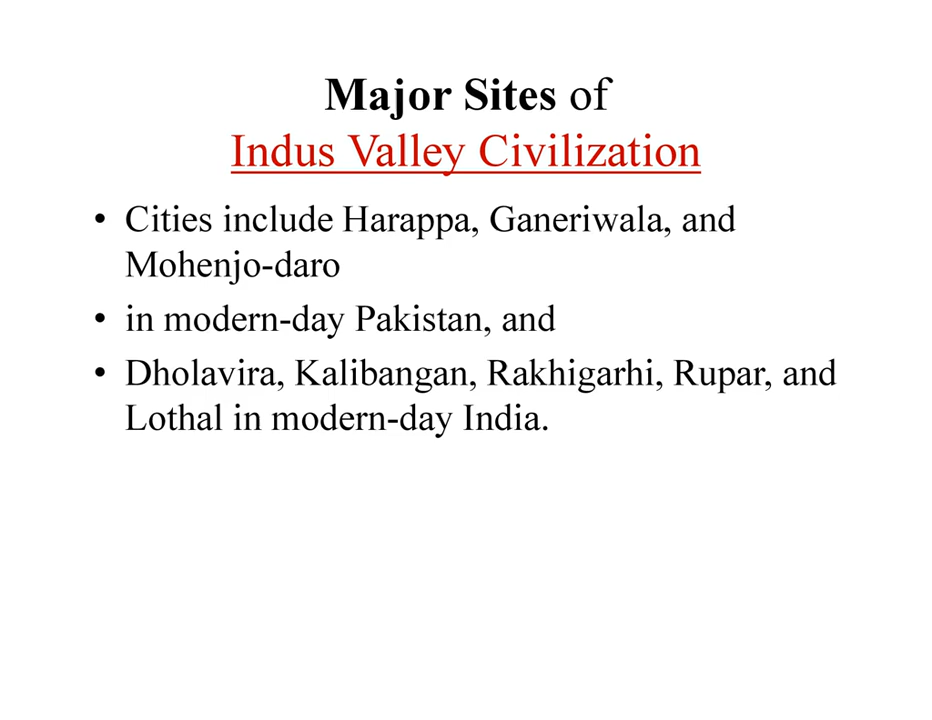 Major Sites of
Indus Valley Civilization
• Cities include Harappa, Ganeriwala, and
Mohenjo-daro
• in modern-day Pakistan, and
• Dholavira, Kalibangan, Rakhigarhi, Rupar, and
Lothal in modern-day India.